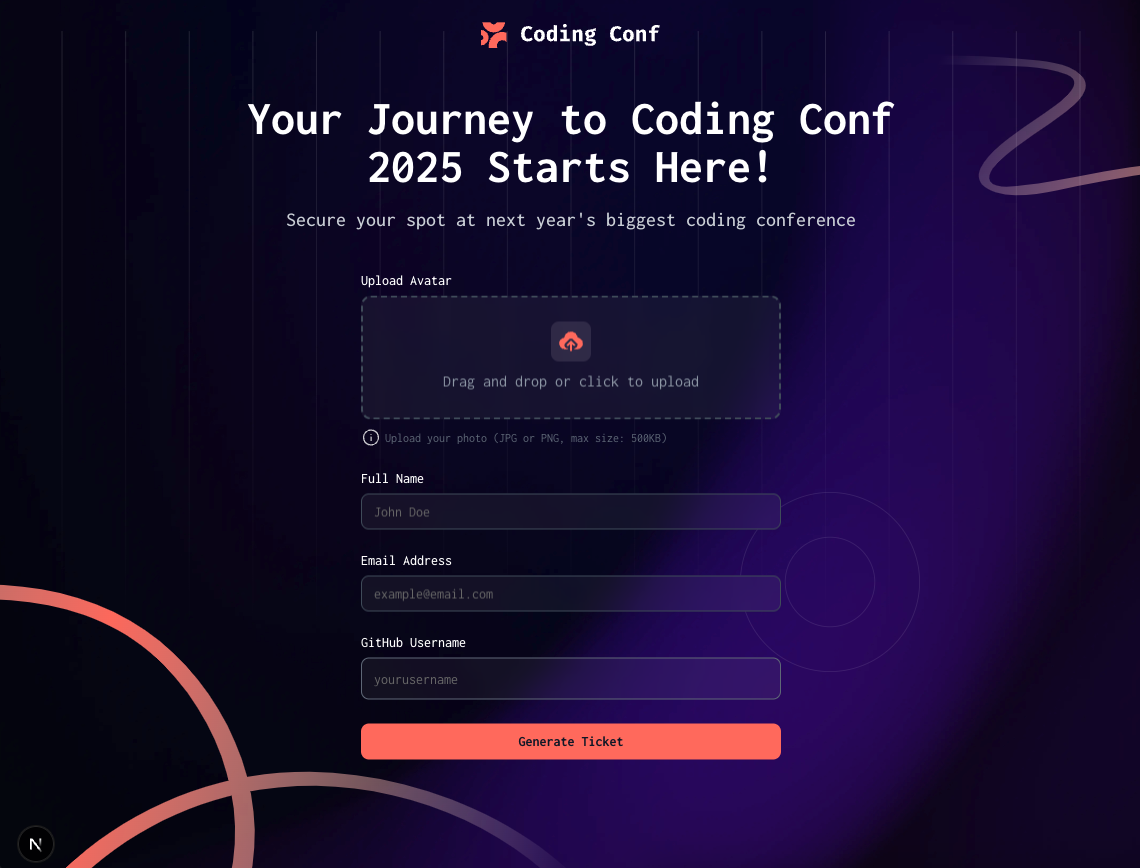 Coding Conf
Your Journey to Coding Conf
2025 Starts Here!
Secure your spot at next year's biggest coding conference
Upload Avatar
Drag and drop or click to upload
Upload your photo (JPG or PNG, max size: 500KB)
Full Name
John Doe
Email Address
example@email.com
GitHub Username
yourusername
Generate Ticket
N